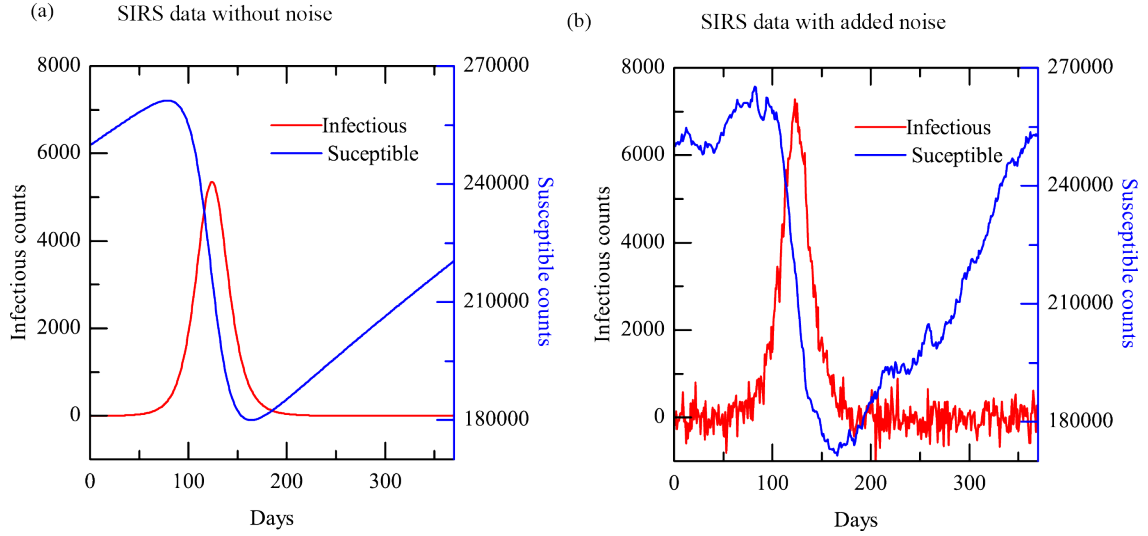 (a)
SIRS data without noise
8000
6000
4000
2000
0
Infectious counts
270000
240000
210000
180000
Susceptible counts
Infectious
Suceptible
0
100
200
300
Days
(b)
SIRS data with added noise
8000
6000
4000
2000
0
Infectious counts
270000
240000
210000
180000
Susceptible counts
Infectious
Suceptible
0
100
200
300
Days